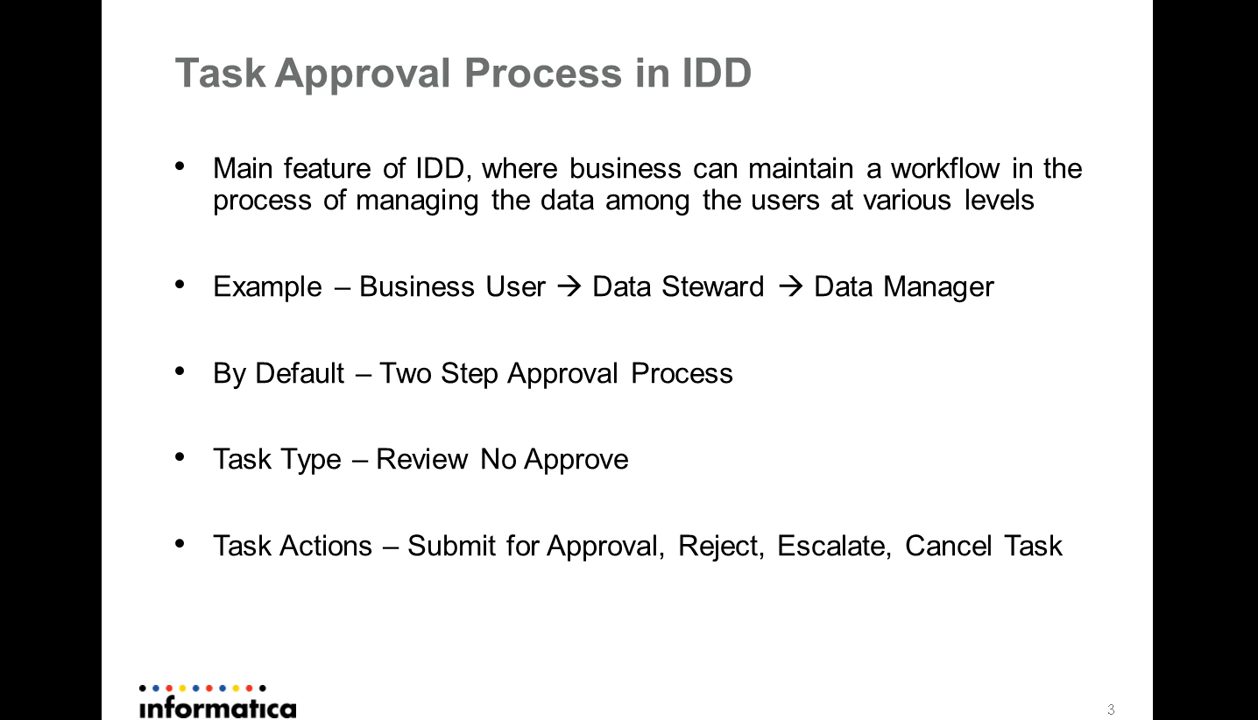 Task Approval Process in IDD
• Main feature of IDD, where business can maintain a workflow in the
process of managing the data among the users at various levels
• Example – Business User → Data Steward → Data Manager
• By Default – Two Step Approval Process
• Task Type – Review No Approve
• Task Actions – Submit for Approval, Reject, Escalate, Cancel Task
informatica
3